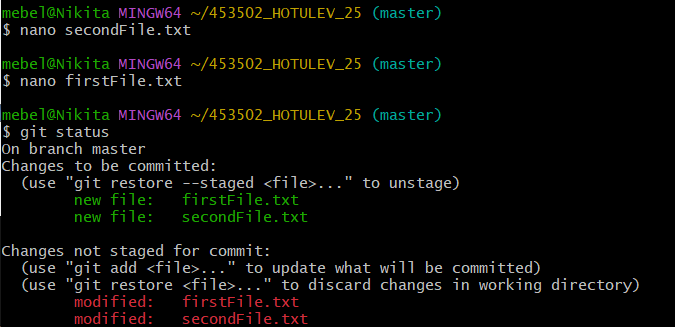 mebel@Nikita MINGW64 ~/453502_HOTULEV_25 (master)
$ nano secondFile.txt
mebel@Nikita MINGW64 ~/453502_HOTULEV_25 (master)
$ nano firstFile.txt
mebel@Nikita MINGW64 ~/453502_HOTULEV_25 (master)
$ git status
On branch master
Changes to be committed:
  (use "git restore --staged <file>..." to unstage)
        new file:   firstFile.txt
        new file:   secondFile.txt
Changes not staged for commit:
  (use "git add <file>..." to update what will be committed)
  (use "git restore <file>..." to discard changes in working directory)
        modified:   firstFile.txt
        modified:   secondFile.txt